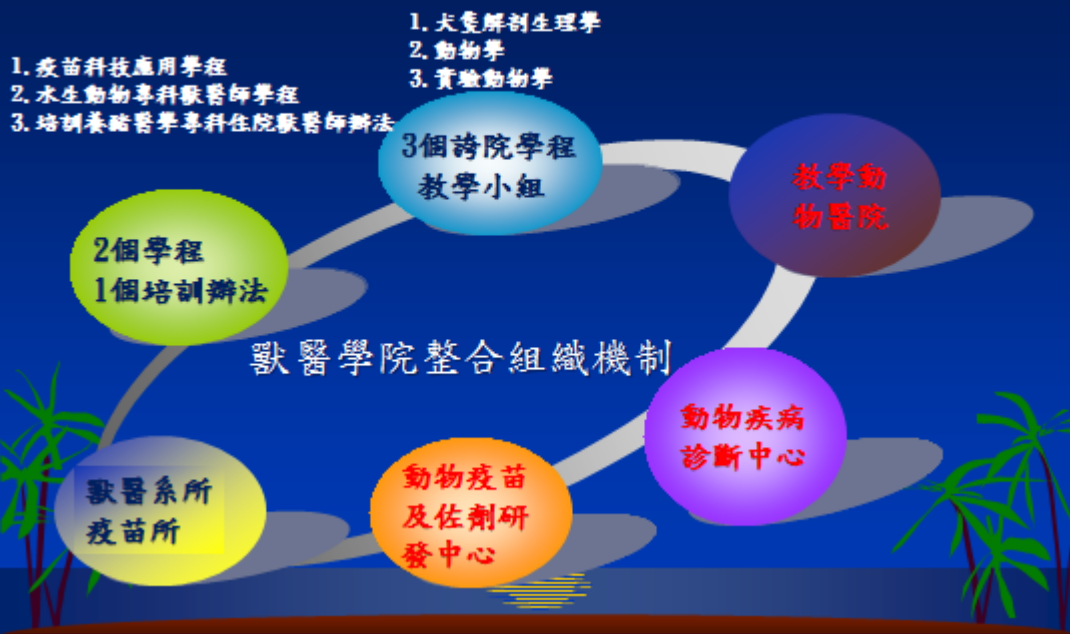 1. 疫苗科技應用學程
2. 水生動物專科獸醫師學程
3. 培訓養豬醫學專科住院獸醫師辦法
1. 犬隻解剖生理學
2. 動物學
3. 實驗動物學
3個誇院學程
教學小組
教學動
物醫院
2個學程
1個培訓辦法
獸醫學院整合組織機制
動物疾病
診斷中心
動物疫苗
及佐劑研
發中心
獸醫系所
疫苗所